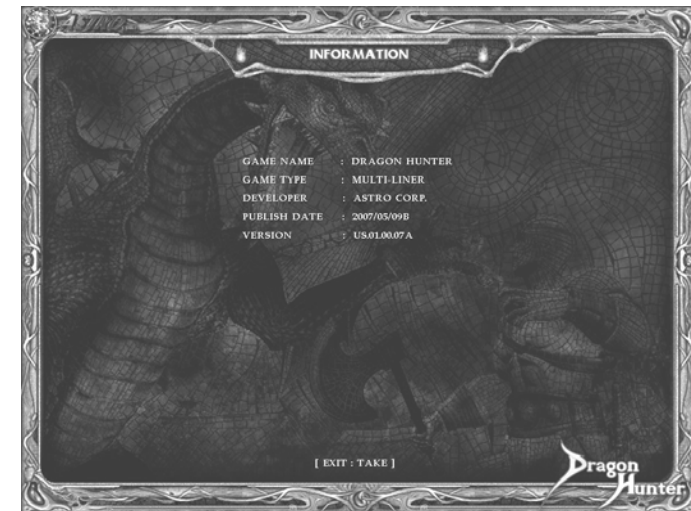 INFORMATION
GAME NAME : DRAGON HUNTER
GAME TYPE : MULTI-LINER
DEVELOPER : ASTRO CORP.
PUBLISH DATE : 2007/05/09B
VERSION : US.01.00.07A
[ EXIT : TAKE ]
Dragon
Hunter